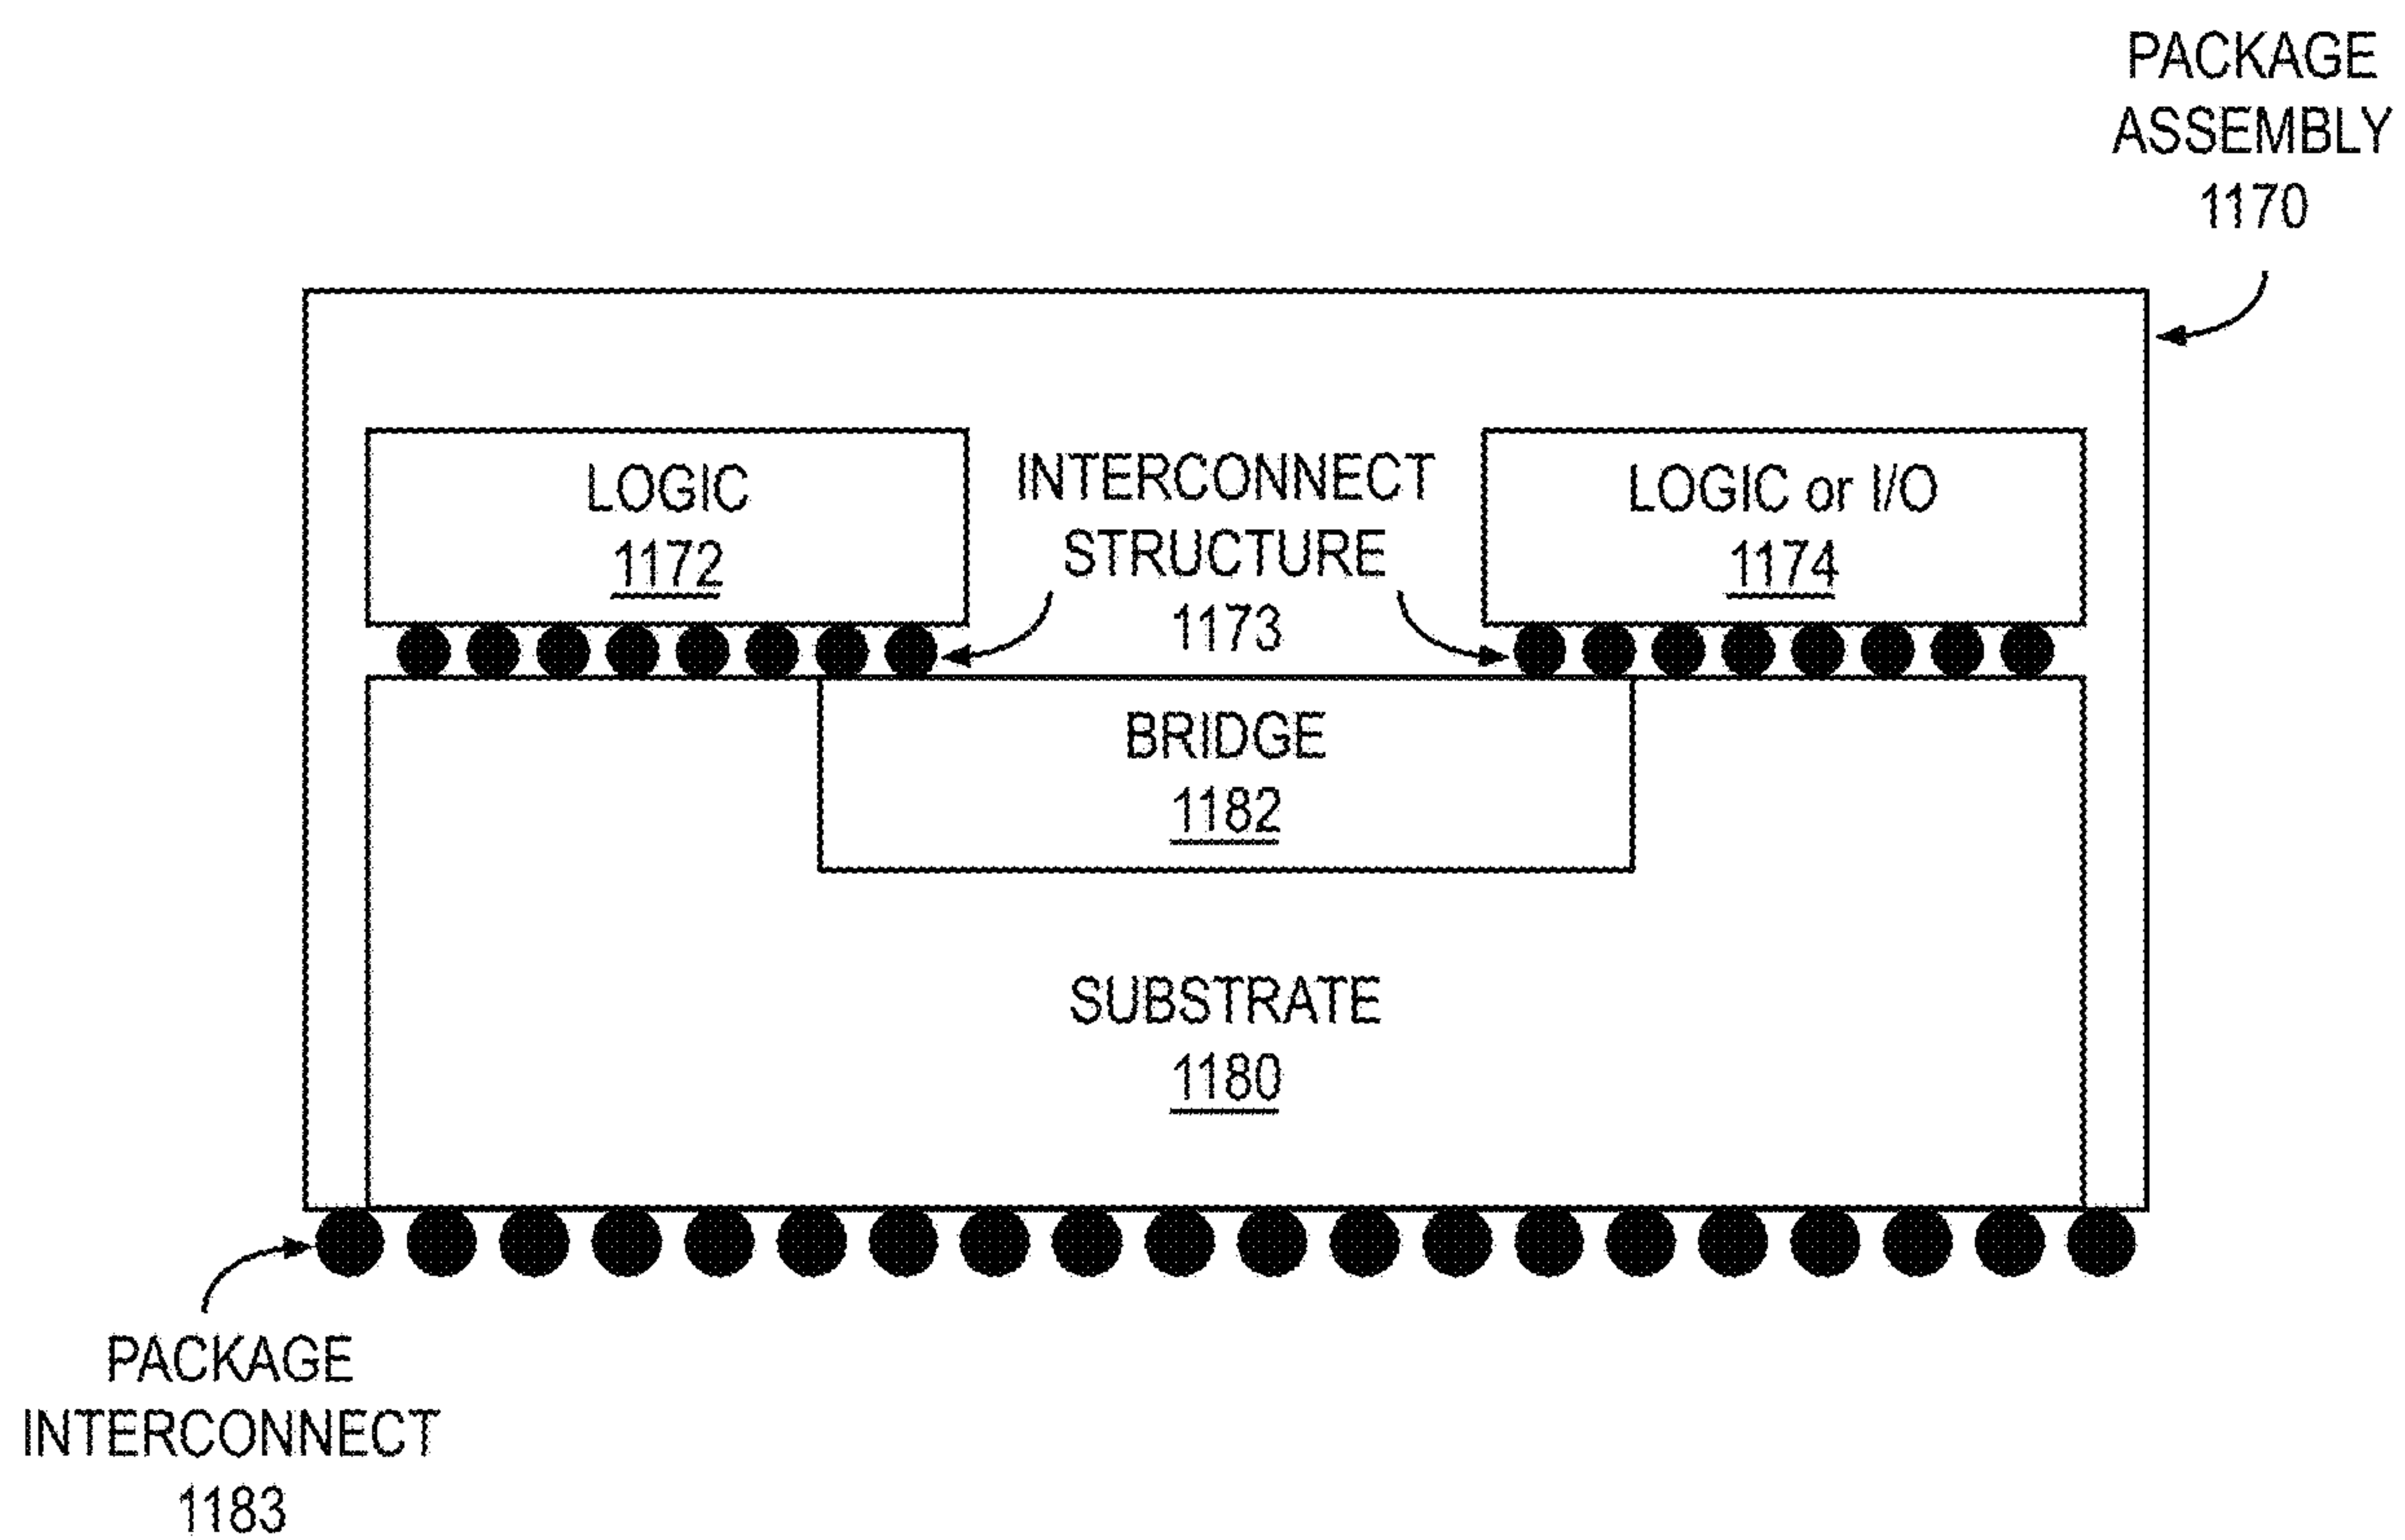 PACKAGE
ASSEMBLY
1170
LOGIC
1172
INTERCONNECT
STRUCTURE
1173
LOGIC or I/O
1174
BRIDGE
1182
SUBSTRATE
1180
PACKAGE
INTERCONNECT
1183